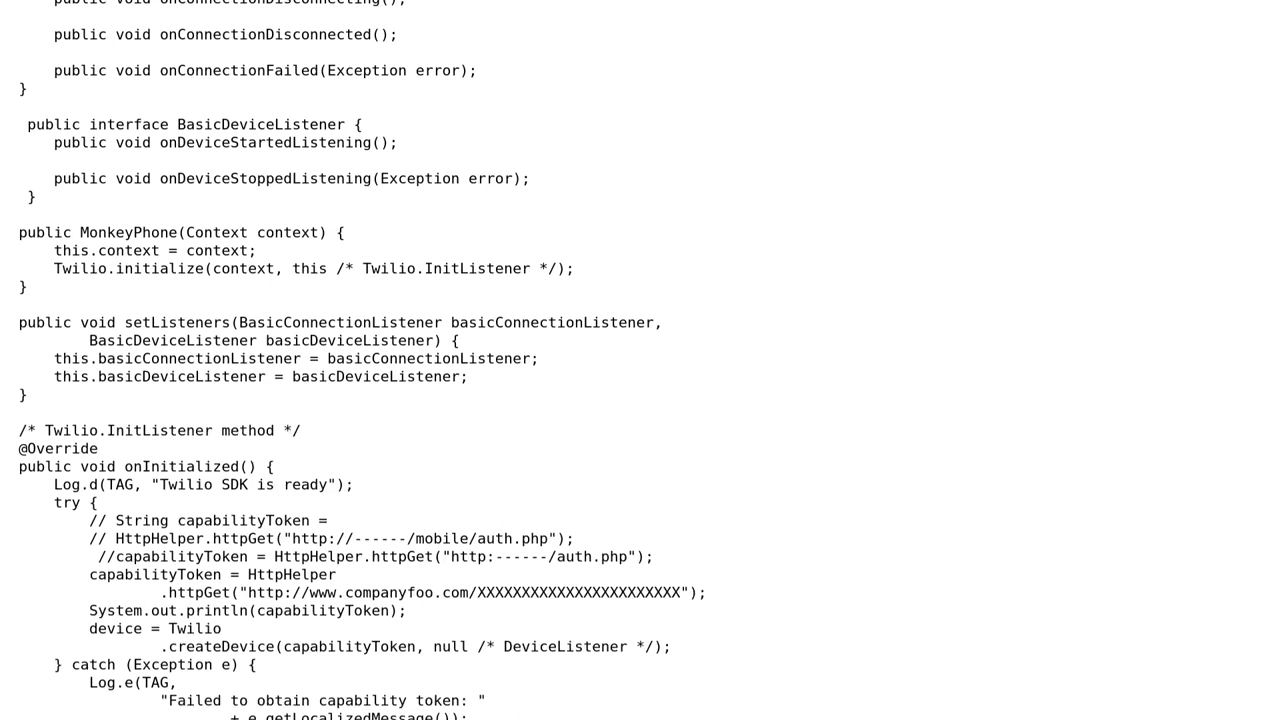 public void onConnectionDisconnecting();
public void onConnectionDisconnected();
public void onConnectionFailed(Exception error);
}
public interface BasicDeviceListener {
public void onDeviceStartedListening();
public void onDeviceStoppedListening(Exception error);
}
public MonkeyPhone(Context context) {
this.context = context;
Twilio.initialize(context, this /* Twilio.InitListener */);
}
public void setListeners(BasicConnectionListener basicConnectionListener,
BasicDeviceListener basicDeviceListener) {
this.basicConnectionListener = basicConnectionListener;
this.basicDeviceListener = basicDeviceListener;
}
/* Twilio.InitListener method */
@Override
public void onInitialized() {
Log.d(TAG, "Twilio SDK is ready");
try {
// String capabilityToken =
// HttpHelper.httpGet("http://------/mobile/auth.php");
//capabilityToken = HttpHelper.httpGet("http:------/auth.php");
capabilityToken = HttpHelper
.httpGet("http://www.companyfoo.com/XXXXXXXXXXXXXXXXXXXXXXX");
System.out.println(capabilityToken);
device = Twilio
.createDevice(capabilityToken, null /* DeviceListener */);
} catch (Exception e) {
Log.e(TAG,
"Failed to obtain capability token: "
+ e.getLocalizedMessage());